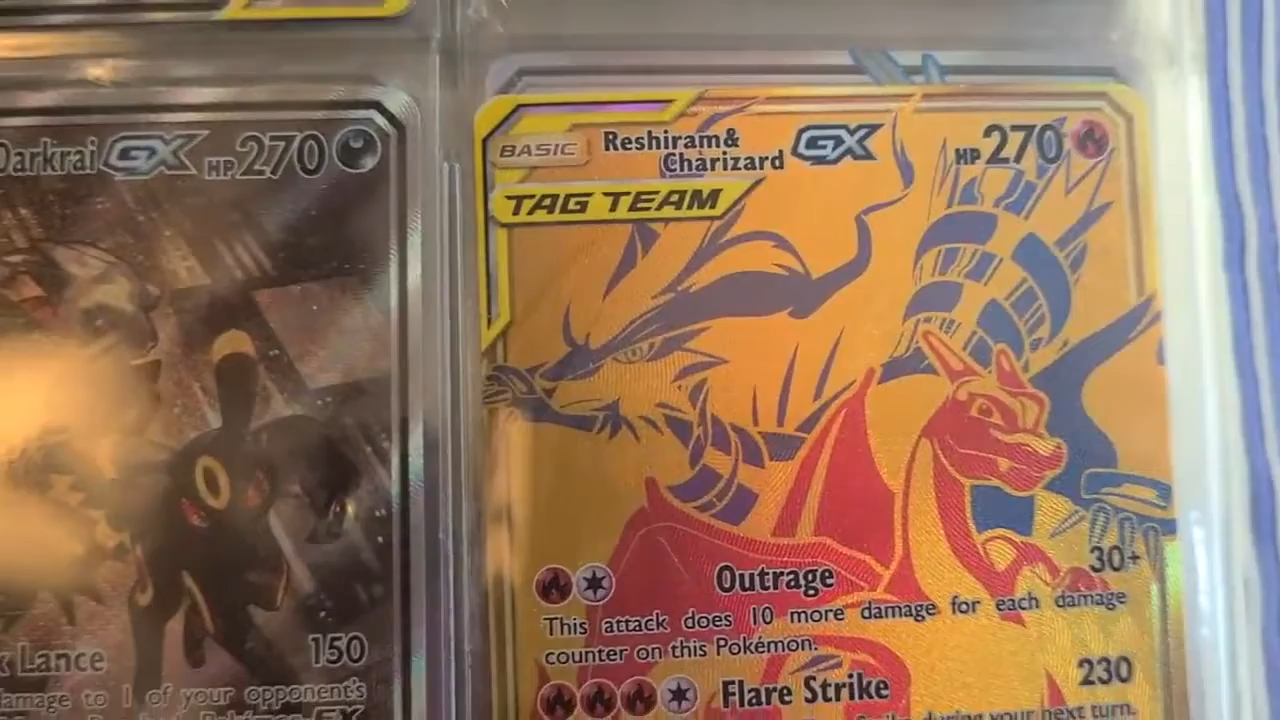 Darkrai GX HP 270
Lance 150
damage to 1 of your opponent's
BASIC Reshiram& Charizard GX HP 270
TAG TEAM
Outrage 30+
This attack does 10 more damage for each damage
counter on this Pokémon.
Flare Strike 230
during your next turn.